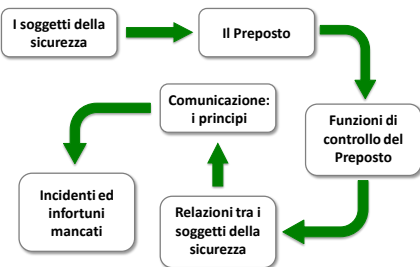 I soggetti della
sicurezza
Il Preposto
Funzioni di
controllo del
Preposto
Relazioni tra i
soggetti della
sicurezza
Comunicazione:
i principi
Incidenti ed
infortuni
mancati